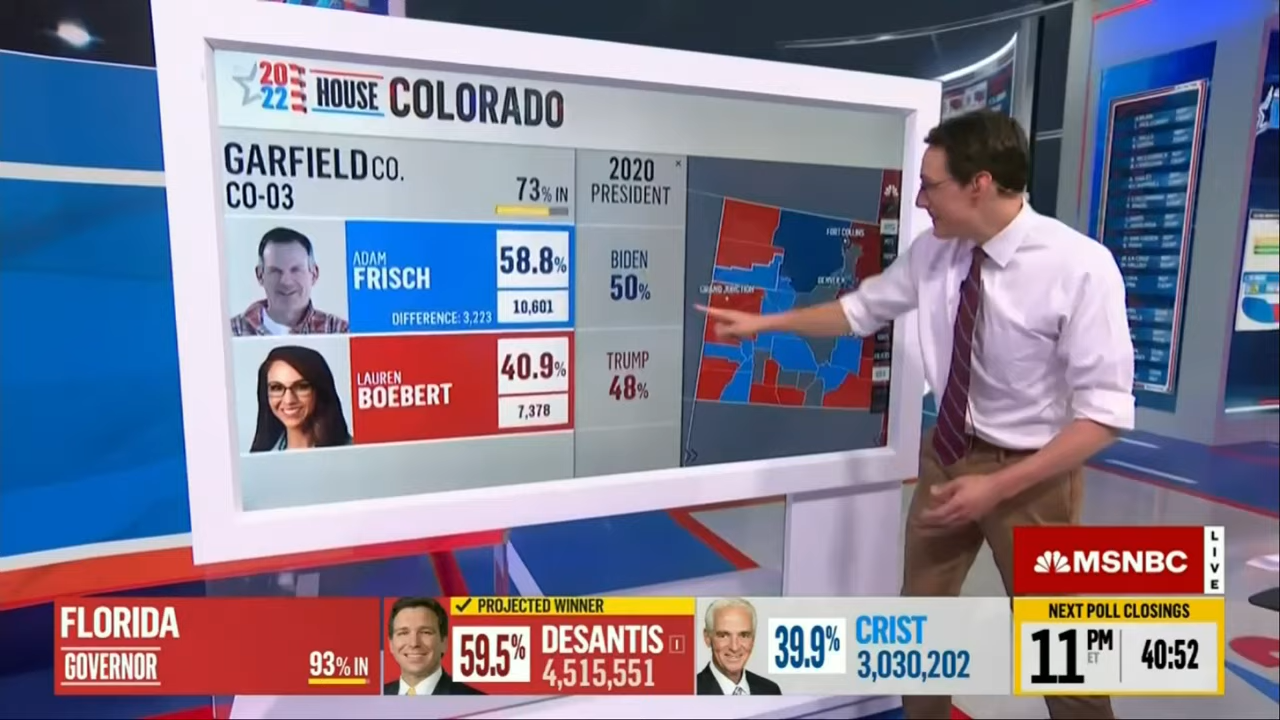 2022 HOUSE COLORADO
GARFIELD CO.
CO-03
73% IN
ADAM
FRISCH
58.8%
10,601
DIFFERENCE: 3,223
LAUREN
BOEBERT
40.9%
7,378
2020
PRESIDENT
BIDEN
50%
TRUMP
48%
FORT COLLINS
DENVER
GRAND JUNCTION
MSNBC
LIVE
FLORIDA
GOVERNOR
93% IN
✓ PROJECTED WINNER
59.5%
DESANTIS I
4,515,551
39.9%
CRIST
3,030,202
NEXT POLL CLOSINGS
11 PM ET
40:52